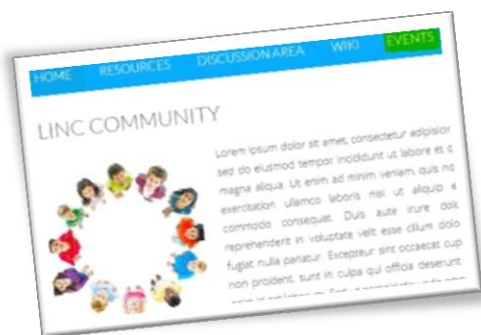 HOME RESOURCES DISCUSSION AREA WIKI EVENTS
LINC COMMUNITY
Lorem ipsum dolor sit amet, consectetur adipisicir
sed do eiusmod tempor incididunt ut labore et d
magna aliqua. Ut enim ad minim veniam, quis no
exercitation ullamco laboris nisi ut aliquip e
commodo consequat. Duis aute irure dolo
reprehenderit in voluptate velit esse cillum dolo
fugiat nulla pariatur. Excepteur sint occaecat cup
non proident, sunt in culpa qui officia deserunt